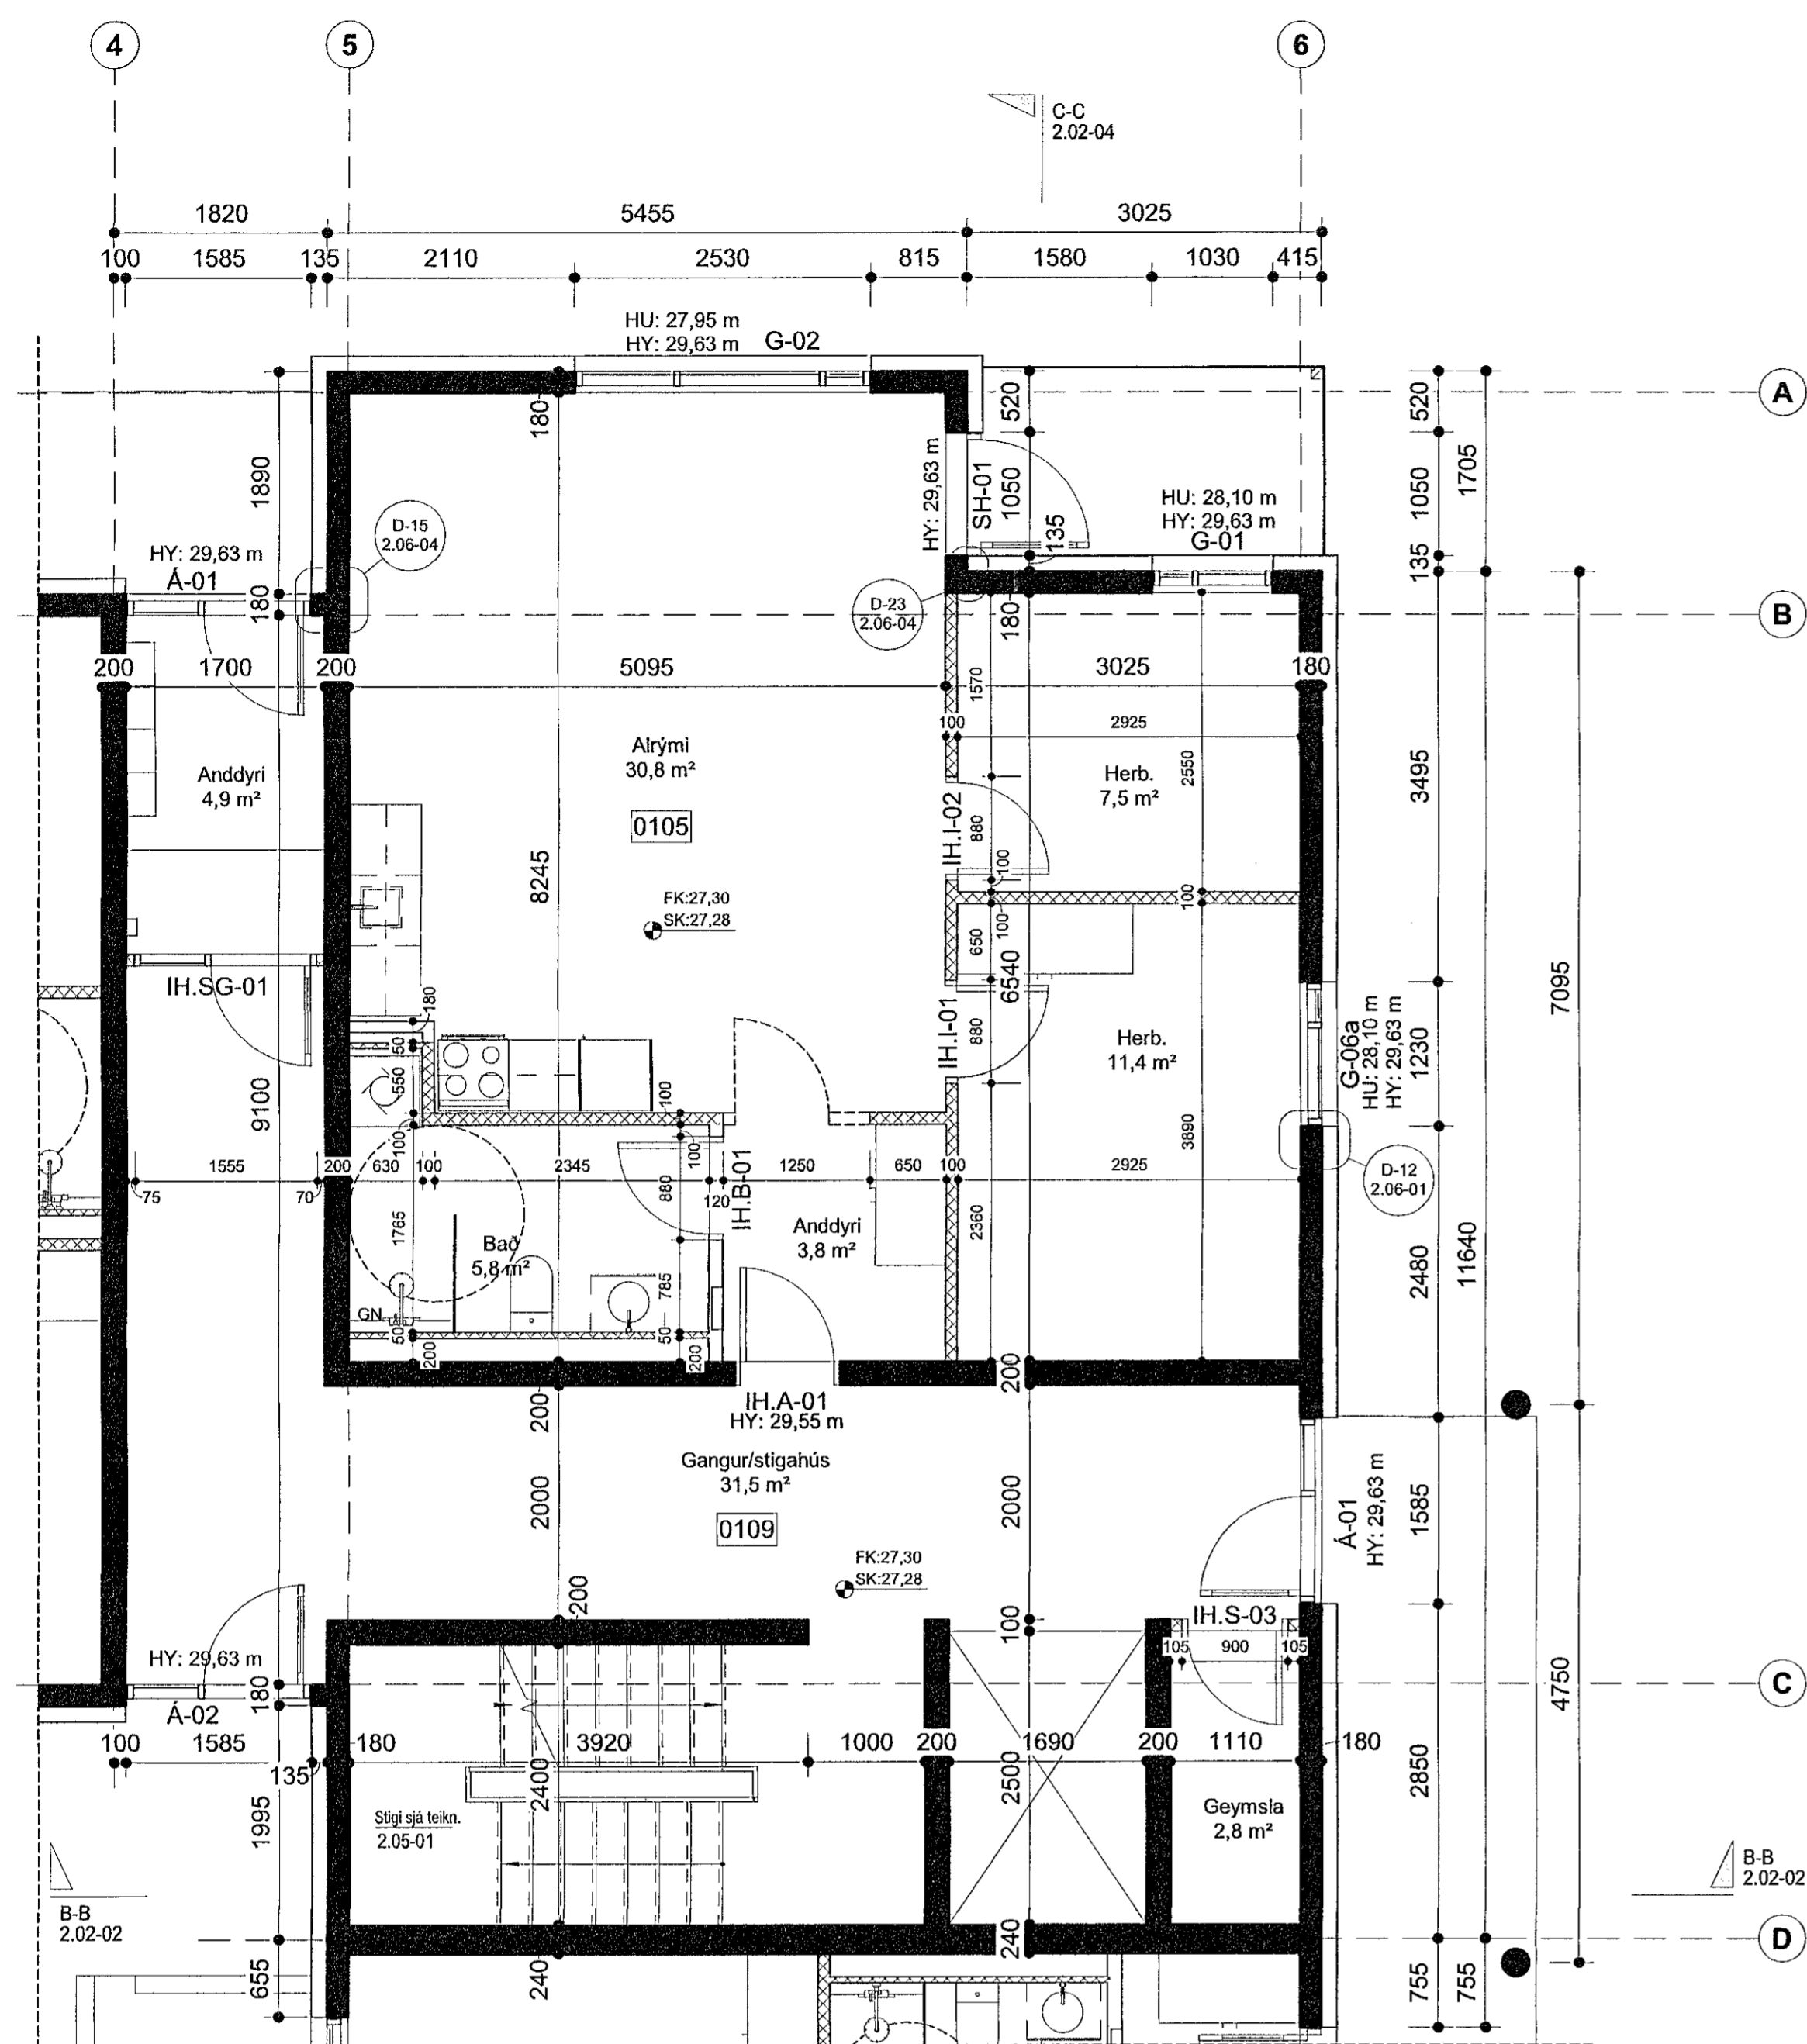 4
5
6
C-C
2.02-04
1820
5455
3025
100
1585
135
2110
2530
815
1580
1030
415
HU: 27,95 m
HY: 29,63 m
G-02
A
180
520
520
1890
HY: 29,63 m
SH-01
1050
1050
1705
D-15
2.06-04
HU: 28,10 m
HY: 29,63 m
G-01
135
135
HY: 29,63 m
Á-01
180
D-23
2.06-04
180
B
200
1700
200
5095
3025
180
1570
100
2925
Alrými
30,8 m²
2550
3495
Anddyri
4,9 m²
Herb.
7,5 m²
0105
IH.I-02
880
8245
100
100
FK:27,30
SK:27,28
100
650
6540
7095
IH.SG-01
180
IH.I-01
880
Herb.
11,4 m²
G-06a
HU: 28,10 m
HY: 29,63 m
1230
50
550
9100
100
3890
100
100
1555
200
630
100
2345
1250
650
100
2925
D-12
2.06-01
75
70
880
120
IH.B-01
1765
Bað
5,8 m²
Anddyri
3,8 m²
2360
2480
11640
785
GN
50
200
50
200
200
200
IH.A-01
HY: 29,55 m
Gangur/stigahús
31,5 m²
2000
2000
0109
Á-01
HY: 29,63 m
1585
FK:27,30
SK:27,28
200
100
IH.S-03
105
900
105
HY: 29,63 m
180
Á-02
C
4750
100
1585
135
180
3920
1000
200
1690
200
1110
180
2400
2500
2850
1995
Stigi sjá teikn.
2.05-01
Geymsla
2,8 m²
B-B
2.02-02
B-B
2.02-02
D
655
240
240
755
755